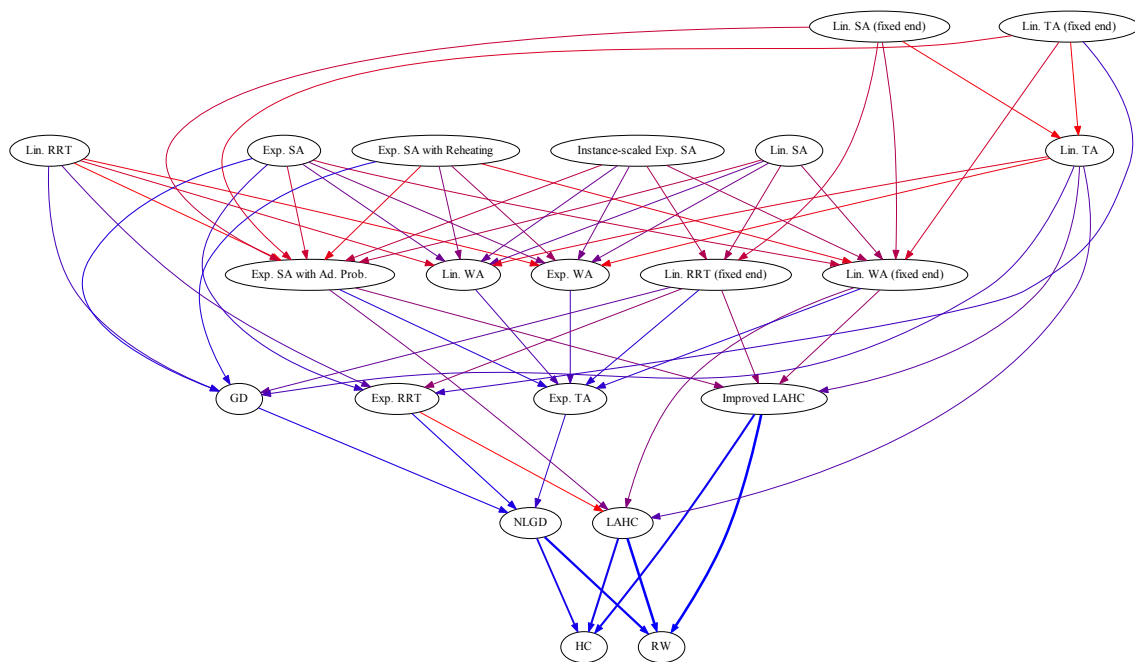 Lin. SA (fixed end)
Lin. TA (fixed end)
Lin. RRT
Exp. SA
Exp. SA with Reheating
Instance-scaled Exp. SA
Lin. SA
Lin. TA
Exp. SA with Ad. Prob.
Lin. WA
Exp. WA
Lin. RRT (fixed end)
Lin. WA (fixed end)
GD
Exp. RRT
Exp. TA
Improved LAHC
NLGD
LAHC
HC
RW